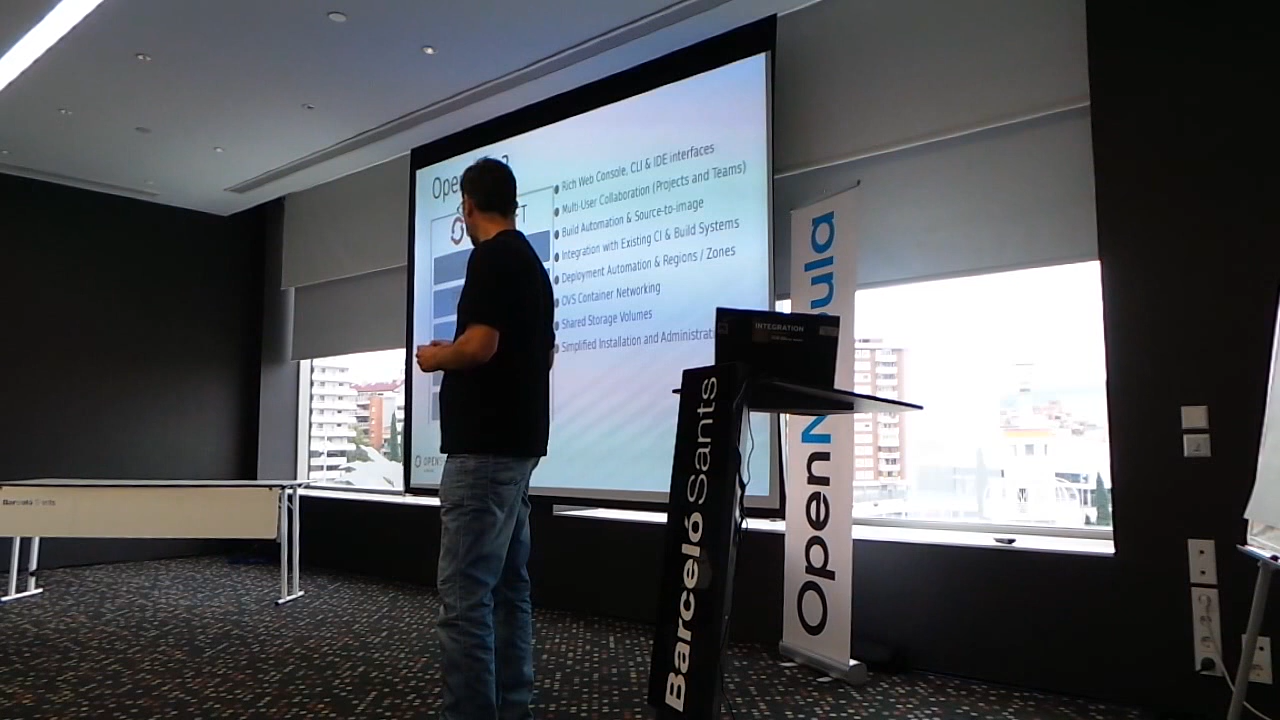 Rich Web Console, CLI & IDE interfaces
Multi-User Collaboration (Projects and Teams)
Build Automation & Source-to-image
Integration with Existing CI & Build Systems
Deployment Automation & Regions / Zones
OVS Container Networking
Shared Storage Volumes
Simplified Installation and
INTEGRATION
Barceló Sants
OpenN ula
Barceló Sants